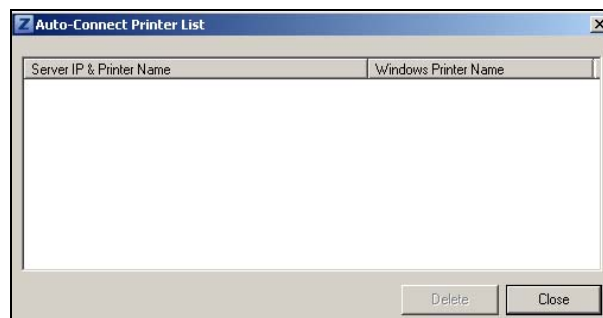 Z Auto-Connect Printer List
Server IP & Printer Name Windows Printer Name
Delete Close